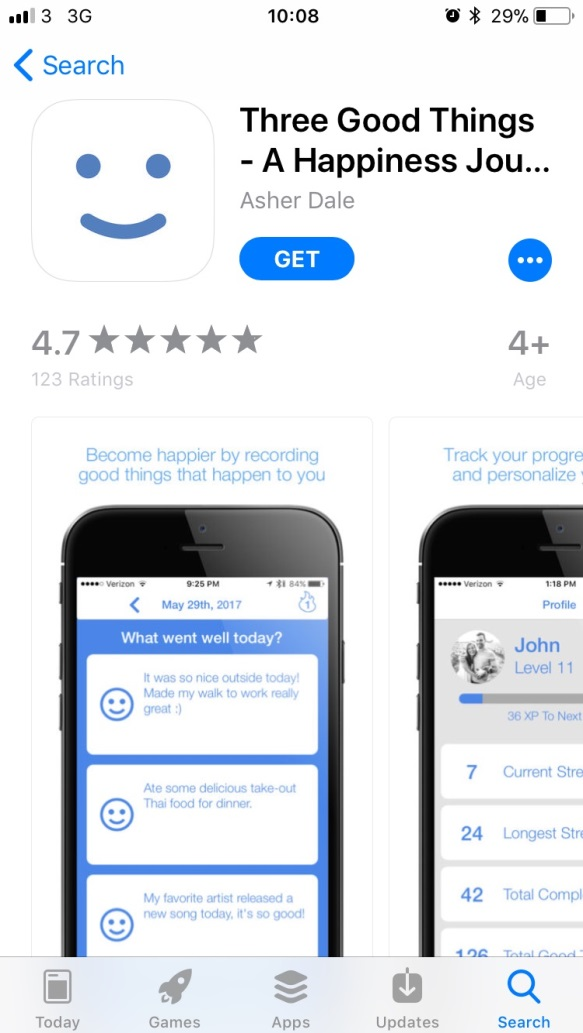 3 3G 10:08 29%
Search
Three Good Things
- A Happiness Jou...
Asher Dale
GET
4.7
4+
123 Ratings
Age
Become happier by recording
good things that happen to you
Verizon 9:25 PM 84%
May 29th, 2017
1
What went well today?
It was so nice outside today!
Made my walk to work really
great :)
Ate some delicious take-out
Thai food for dinner.
My favorite artist released a
new song today, it's so good!
Track your progre
and personalize
Verizon 1:18 PM
Profile
John
Level 11
36 XP To Next
7 Current Stre
24 Longest Stre
42 Total Compl
126 Total Good
Today
Games
Apps
Updates
Search